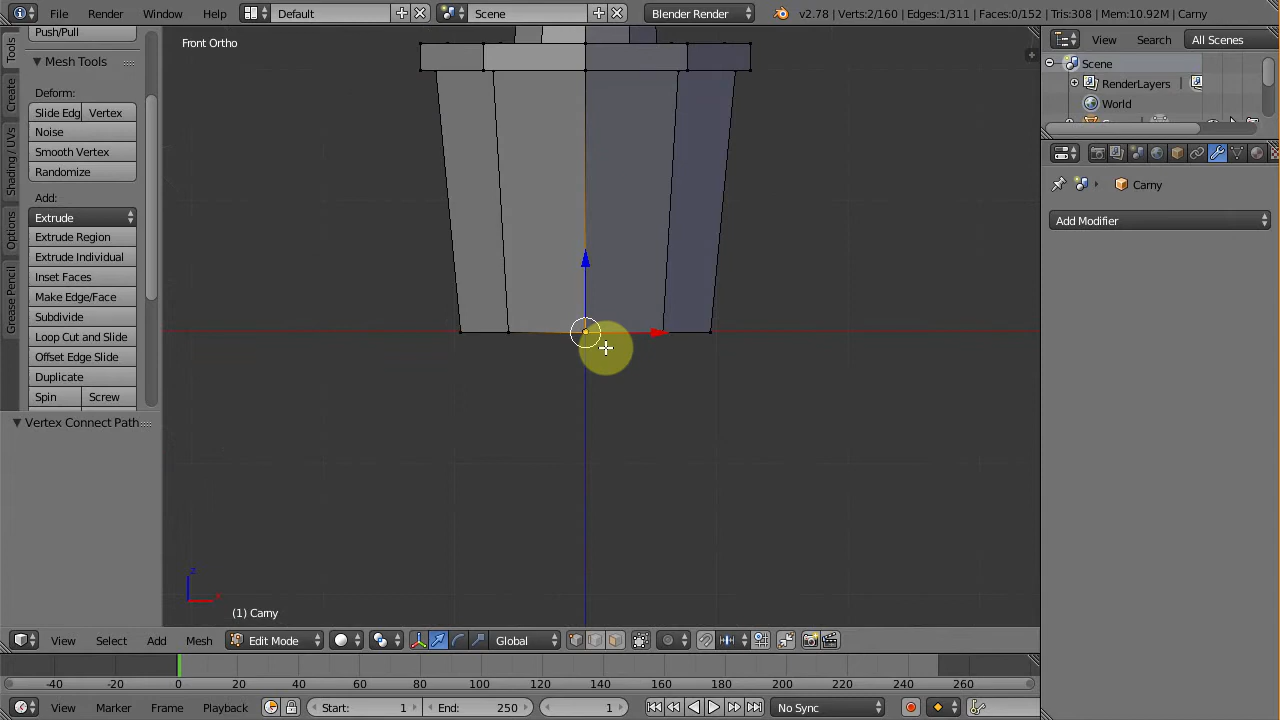 File Render Window Help Default Scene Blender Render v2.78 | Verts:2/160 | Edges:1/311 | Faces:0/152 | Tris:308 | Mem:10.92M | Carny
Push/Pull
Mesh Tools
Deform:
Slide Edg Vertex
Noise
Smooth Vertex
Randomize
Add:
Extrude
Extrude Region
Extrude Individual
Inset Faces
Make Edge/Face
Subdivide
Loop Cut and Slide
Offset Edge Slide
Duplicate
Spin Screw
Vertex Connect Path
Tools
Create
Shading / UVs
Options
Grease Pencil
Front Ortho
z
x
(1) Carny
View Search All Scenes
Scene
RenderLayers
World
Carny
Add Modifier
View Select Add Mesh Edit Mode Global
-40 -20 0 20 40 60 80 100 120 140 160 180 200 220 240 260
View Marker Frame Playback Start: 1 End: 250 1 No Sync